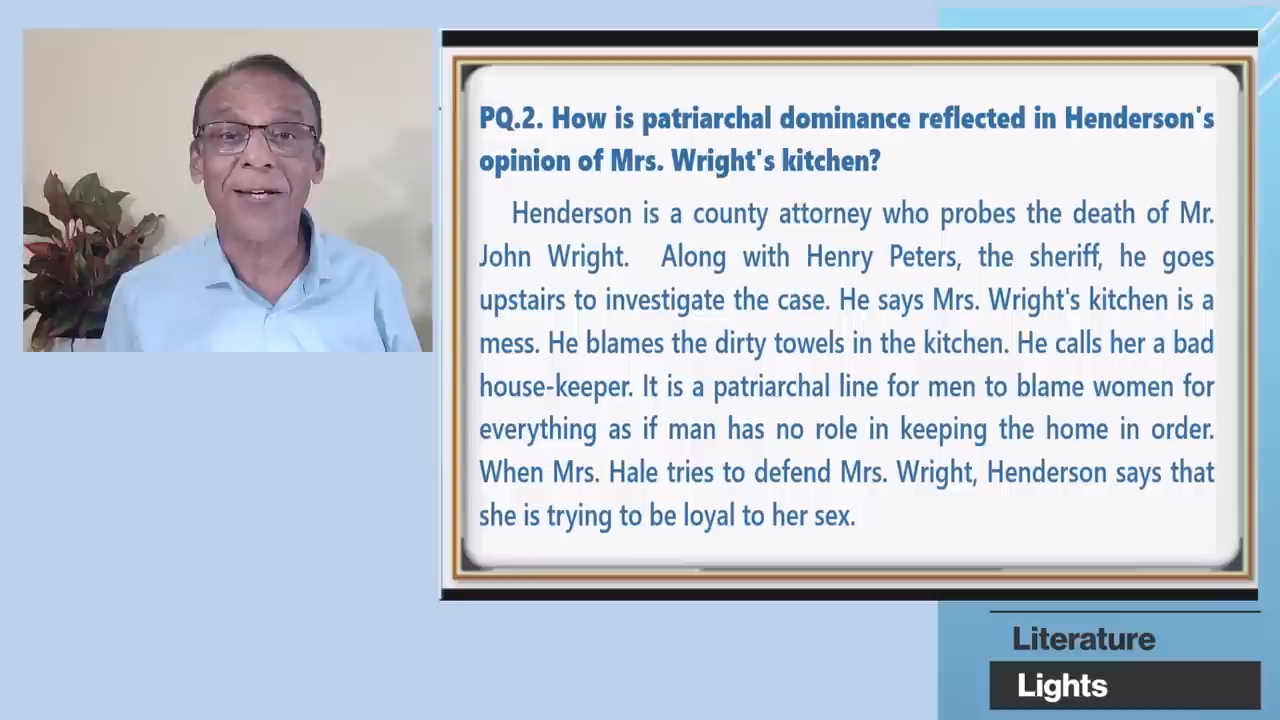 PQ.2. How is patriarchal dominance reflected in Henderson's
opinion of Mrs. Wright's kitchen?
Henderson is a county attorney who probes the death of Mr.
John Wright. Along with Henry Peters, the sheriff, he goes
upstairs to investigate the case. He says Mrs. Wright's kitchen is a
mess. He blames the dirty towels in the kitchen. He calls her a bad
house-keeper. It is a patriarchal line for men to blame women for
everything as if man has no role in keeping the home in order.
When Mrs. Hale tries to defend Mrs. Wright, Henderson says that
she is trying to be loyal to her sex.
Literature
Lights